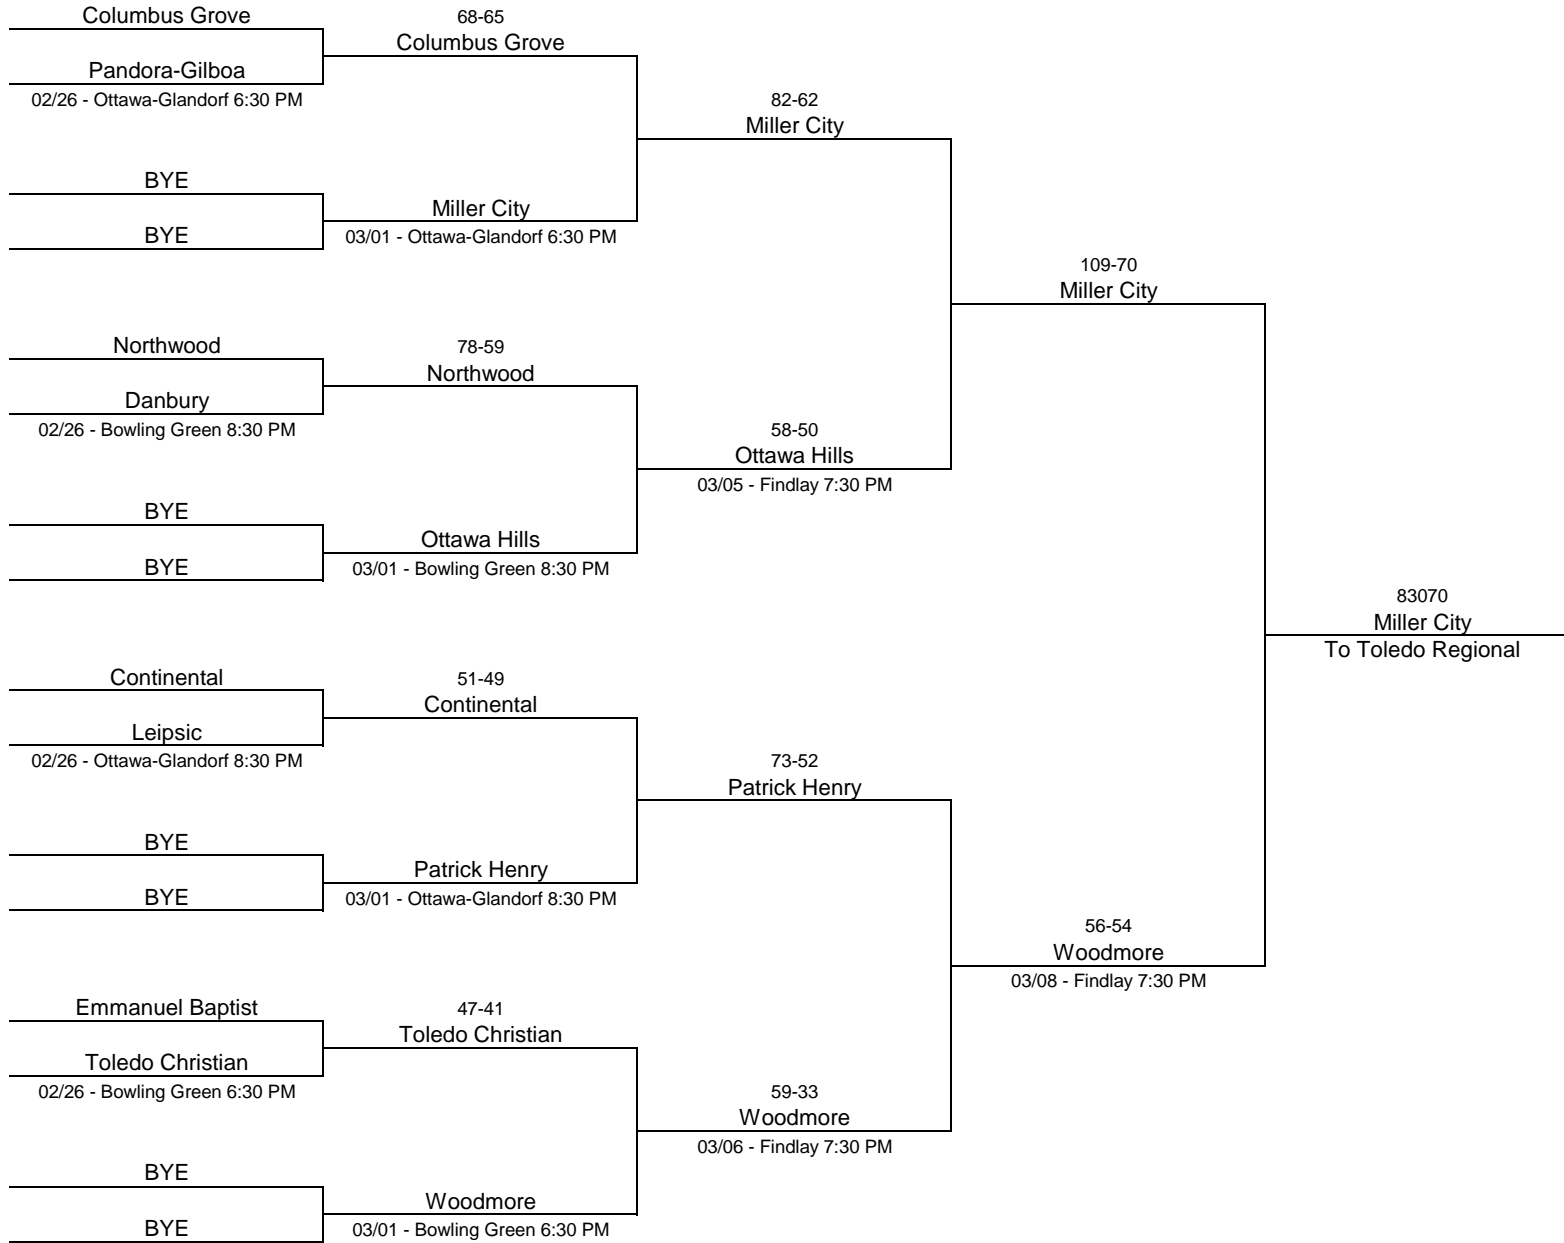 Columbus Grove
Pandora-Gilboa
02/26 - Ottawa-Glandorf 6:30 PM
BYE
BYE
Northwood
Danbury
02/26 - Bowling Green 8:30 PM
BYE
BYE
Continental
Leipsic
02/26 - Ottawa-Glandorf 8:30 PM
BYE
BYE
Emmanuel Baptist
Toledo Christian
02/26 - Bowling Green 6:30 PM
BYE
BYE
68-65
Columbus Grove
Miller City
03/01 - Ottawa-Glandorf 6:30 PM
78-59
Northwood
Ottawa Hills
03/01 - Bowling Green 8:30 PM
51-49
Continental
Patrick Henry
03/01 - Ottawa-Glandorf 8:30 PM
47-41
Toledo Christian
Woodmore
03/01 - Bowling Green 6:30 PM
82-62
Miller City
58-50
Ottawa Hills
03/05 - Findlay 7:30 PM
73-52
Patrick Henry
59-33
Woodmore
03/06 - Findlay 7:30 PM
109-70
Miller City
56-54
Woodmore
03/08 - Findlay 7:30 PM
83070
Miller City
To Toledo Regional